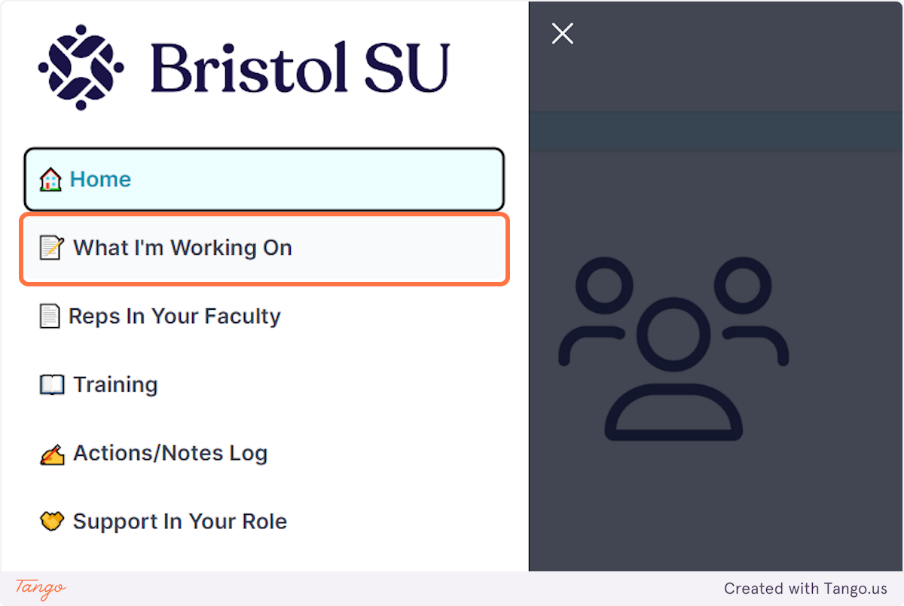 Bristol SU
Home
What I'm Working On
Reps In Your Faculty
Training
Actions/Notes Log
Support In Your Role
Tango
Created with Tango.us